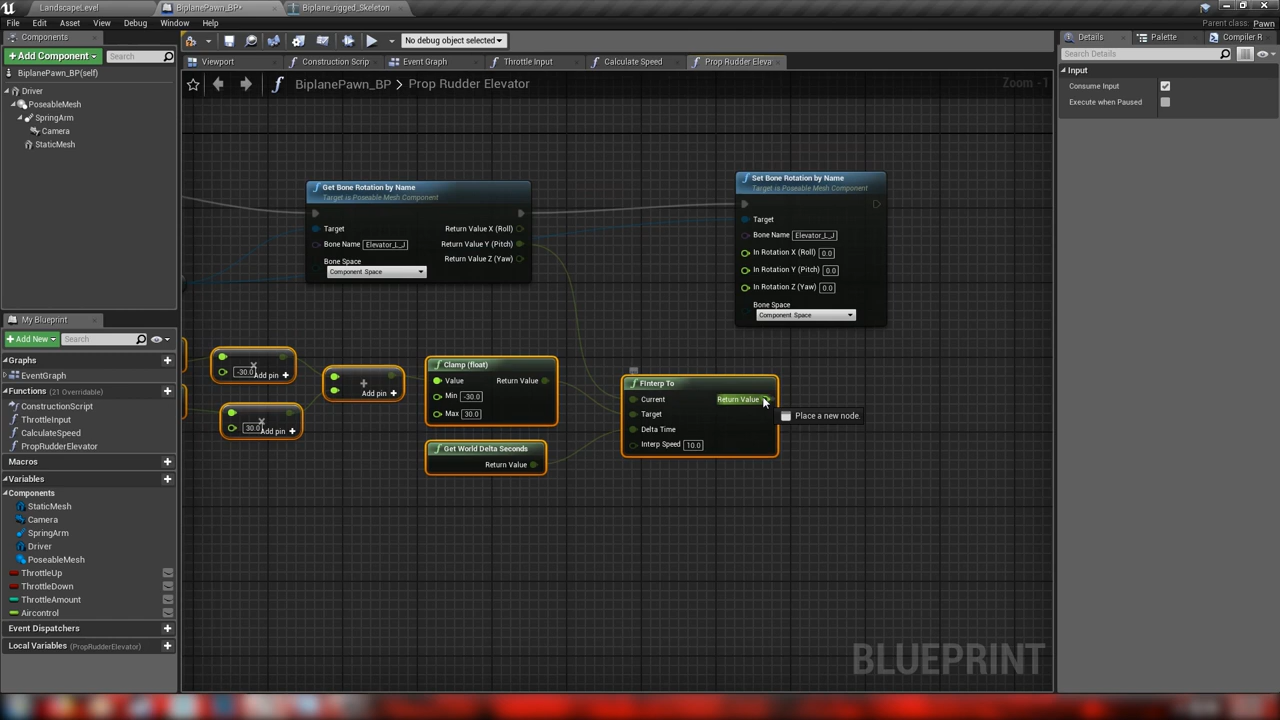 LandscapeLevel
BiplanePawn_BP*
Biplane_rigged_Skeleton
File Edit Asset View Debug Window Help
Parent class: Pawn
Components
Add Component
Search
BiplanePawn_BP(self)
Driver
PoseableMesh
SpringArm
Camera
StaticMesh
No debug object selected
Viewport
Construction Scrip
Event Graph
Throttle Input
Calculate Speed
Prop Rudder Eleva
BiplanePawn_BP > Prop Rudder Elevator
Zoom -1
Get Bone Rotation by Name
Target is Poseable Mesh Component
Target
Return Value X (Roll)
Bone Name Elevator_L_J
Return Value Y (Pitch)
Return Value Z (Yaw)
Bone Space
Component Space
Set Bone Rotation by Name
Target is Poseable Mesh Component
Target
Bone Name Elevator_L_J
In Rotation X (Roll) 0.0
In Rotation Y (Pitch) 0.0
In Rotation Z (Yaw) 0.0
Bone Space
Component Space
-30.0
Add pin +
30.0
Add pin +
+
Add pin +
Clamp (float)
Value
Return Value
Min -30.0
Max 30.0
Get World Delta Seconds
Return Value
FInterp To
Current
Return Value
Target
Delta Time
Interp Speed 10.0
Place a new node.
BLUEPRINT
My Blueprint
Add New
Search
Graphs
EventGraph
Functions (21 Overridable)
ConstructionScript
ThrottleInput
CalculateSpeed
PropRudderElevator
Macros
Variables
Components
StaticMesh
Camera
SpringArm
Driver
PoseableMesh
ThrottleUp
ThrottleDown
ThrottleAmount
Aircontrol
Event Dispatchers
Local Variables (PropRudderElevator)
Details
Palette
Compiler R
Search Details
Input
Consume Input
Execute when Paused